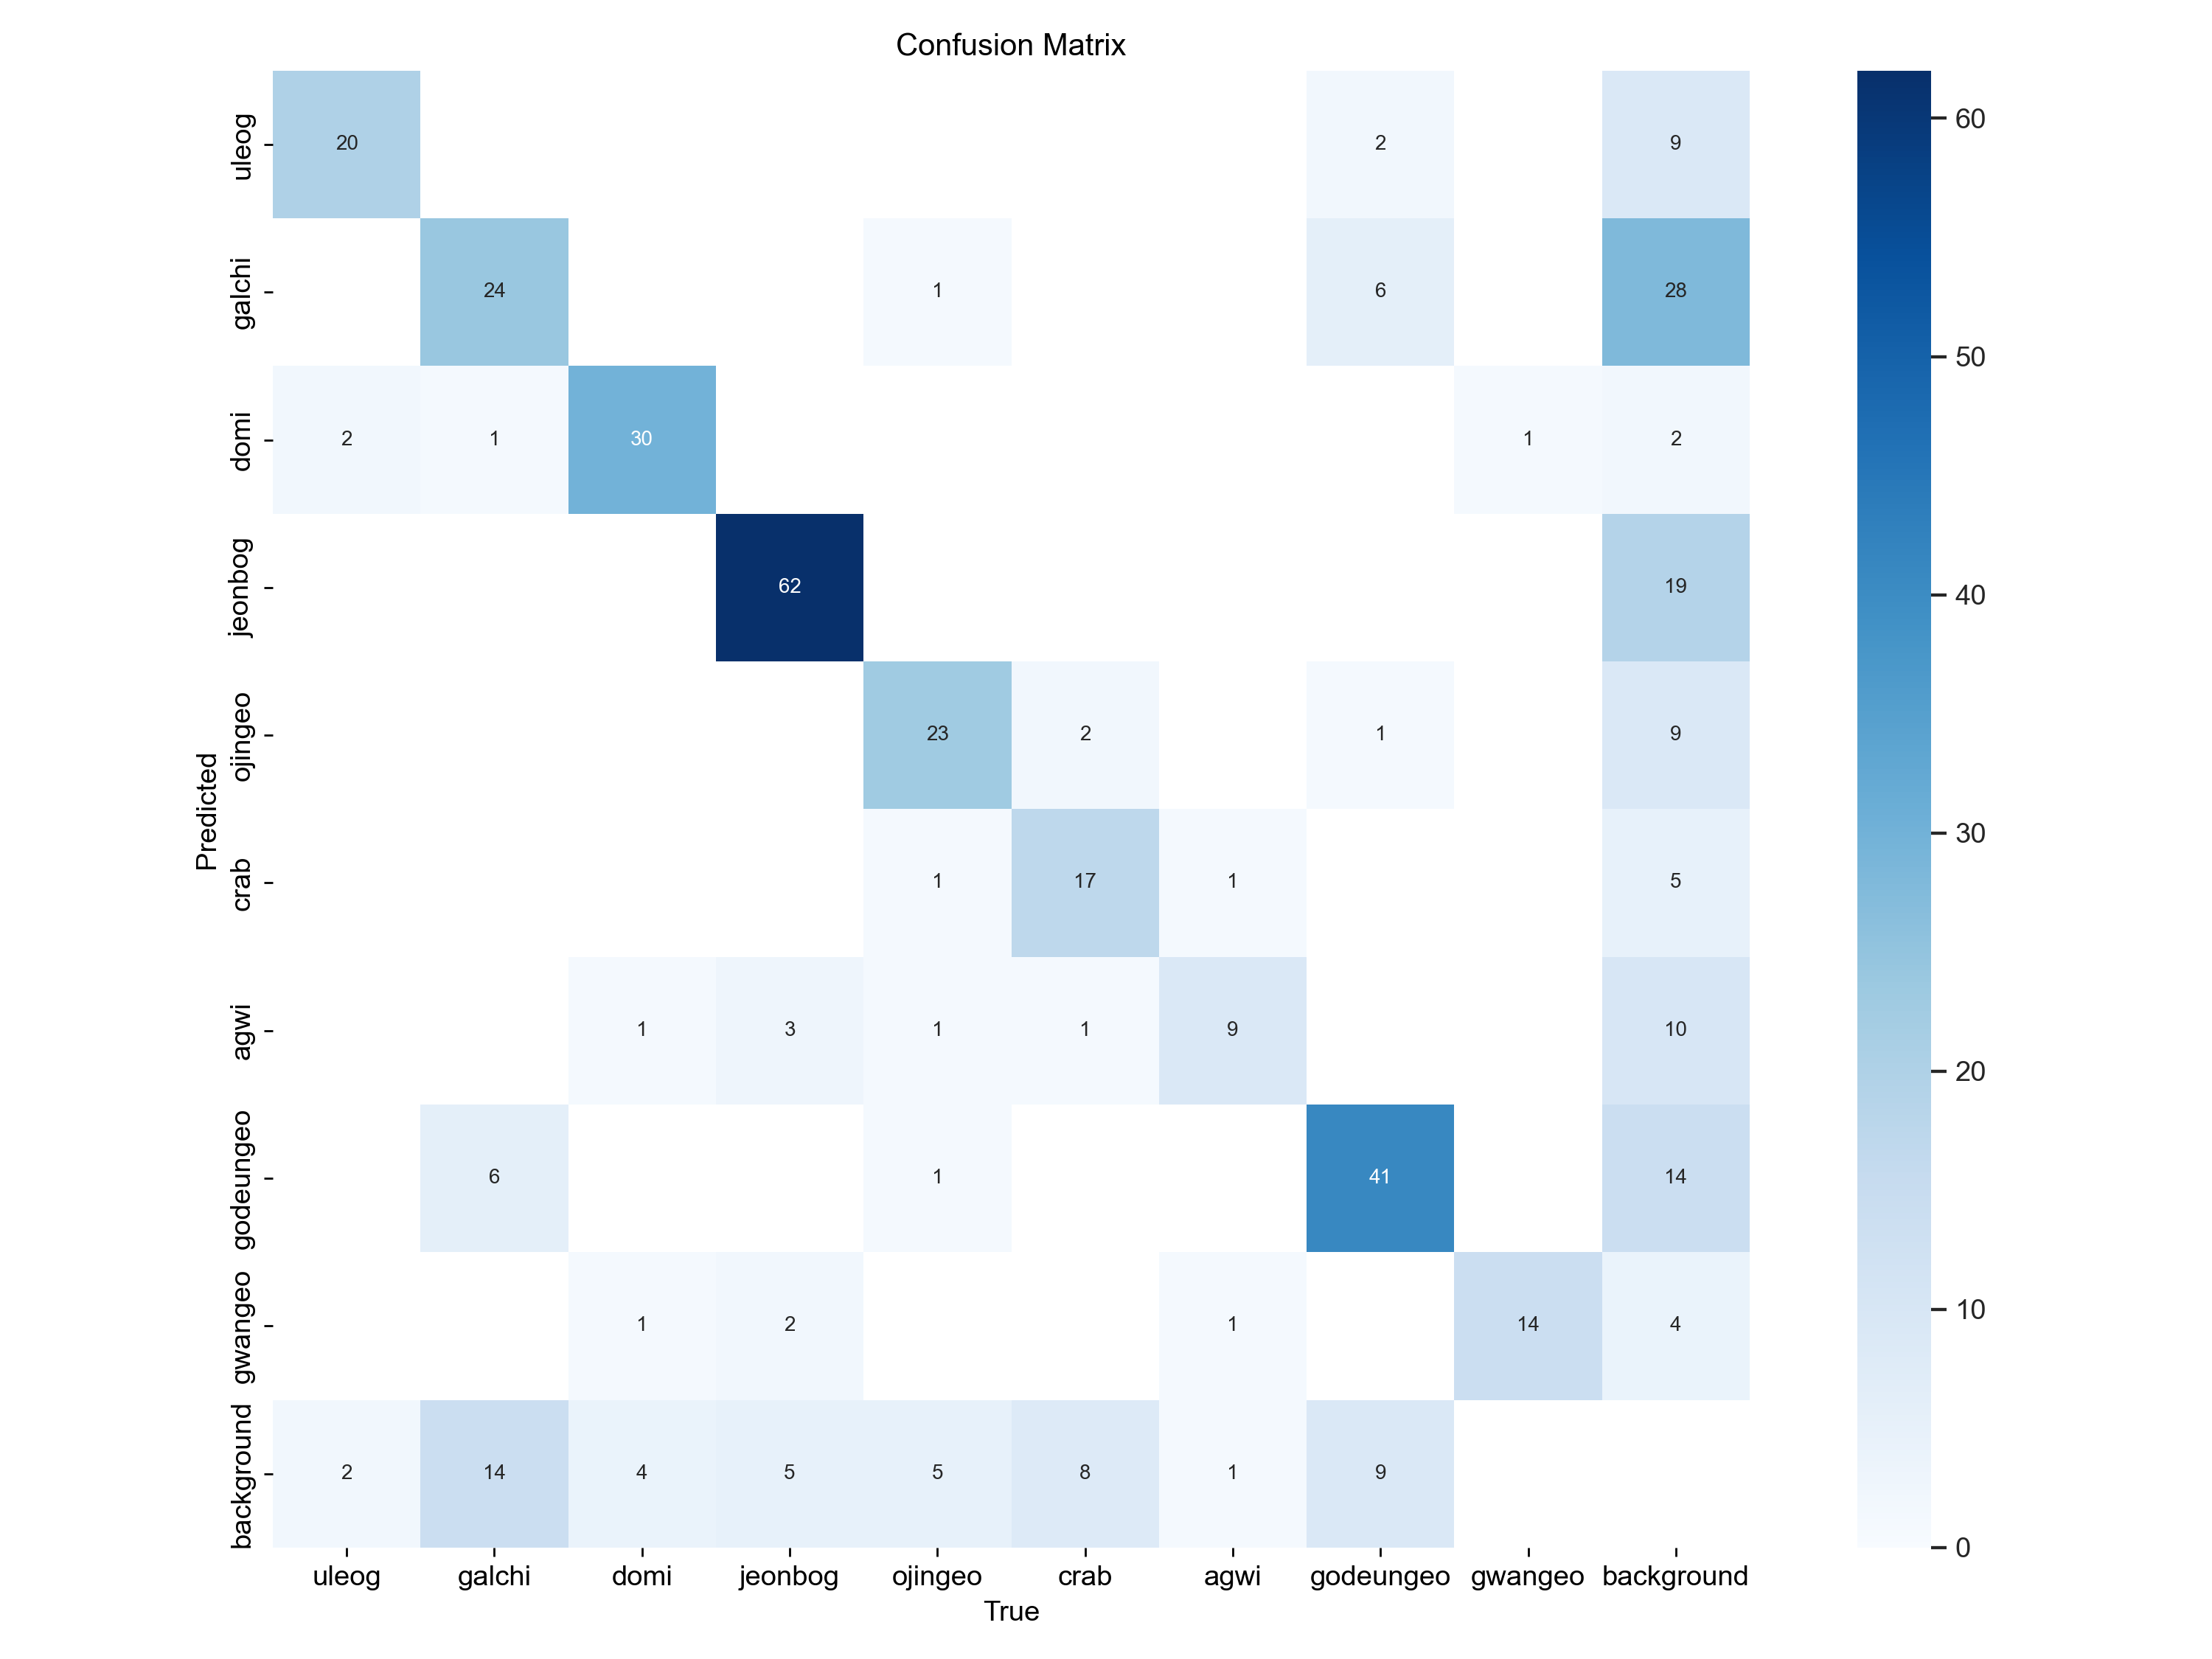 Confusion Matrix
uleog 20 2 9
galchi 24 1 6 28
domi 2 1 30 1 2
jeonbog 62 19
ojingeo 23 2 1 9
crab 1 17 1 5
agwi 1 3 1 1 9 10
godeungeo 6 1 41 14
gwangeo 1 2 1 14 4
background 2 14 4 5 5 8 1 9
uleog galchi domi jeonbog ojingeo crab agwi godeungeo gwangeo background
True
Predicted
60
50
40
30
20
10
0